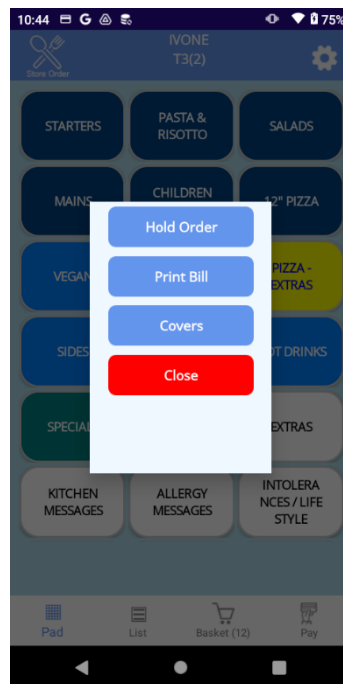 10:44 G 75%
IVONE
T3(2)
Store Order
STARTERS
PASTA &
RISOTTO
SALADS
MAINS
CHILDREN
12" PIZZA
Hold Order
Print Bill
Covers
Close
VEGAN
PIZZA -
EXTRAS
SIDES
OT DRINKS
SPECIAL
EXTRAS
KITCHEN
MESSAGES
ALLERGY
MESSAGES
INTOLERA
NCES / LIFE
STYLE
Pad
List
Basket (12)
Pay